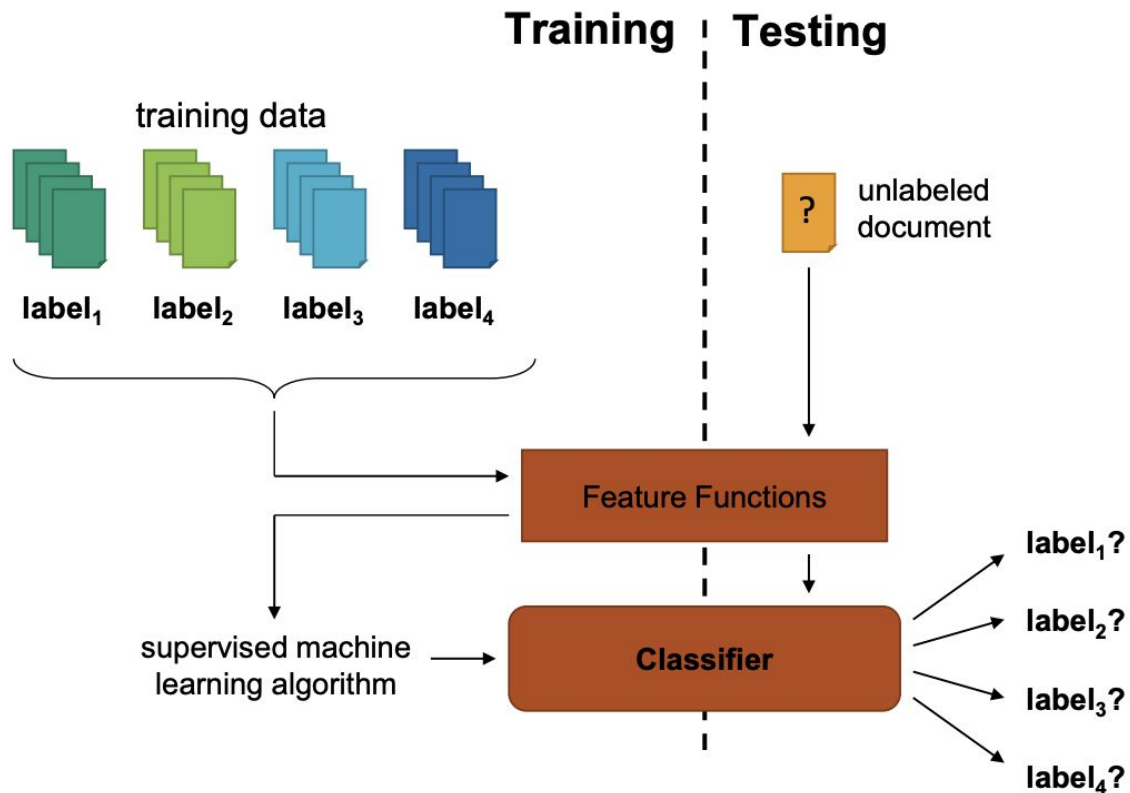 Training
Testing
training data
label₁
label₂
label₃
label₄
?
unlabeled
document
Feature Functions
supervised machine
learning algorithm
Classifier
label₁?
label₂?
label₃?
label₄?